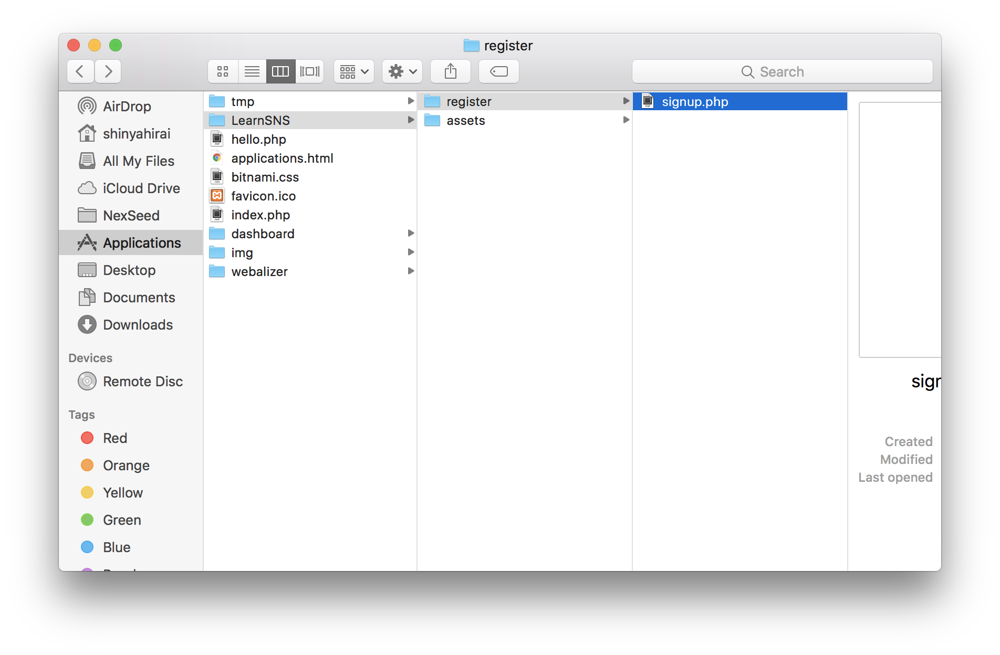 register
Search
AirDrop
shinyahirai
All My Files
iCloud Drive
NexSeed
Applications
Desktop
Documents
Downloads
Devices
Remote Disc
Tags
Red
Orange
Yellow
Green
Blue
tmp
LearnSNS
hello.php
applications.html
bitnami.css
favicon.ico
index.php
dashboard
img
webalizer
register
assets
signup.php
sign
Created
Modified
Last opened